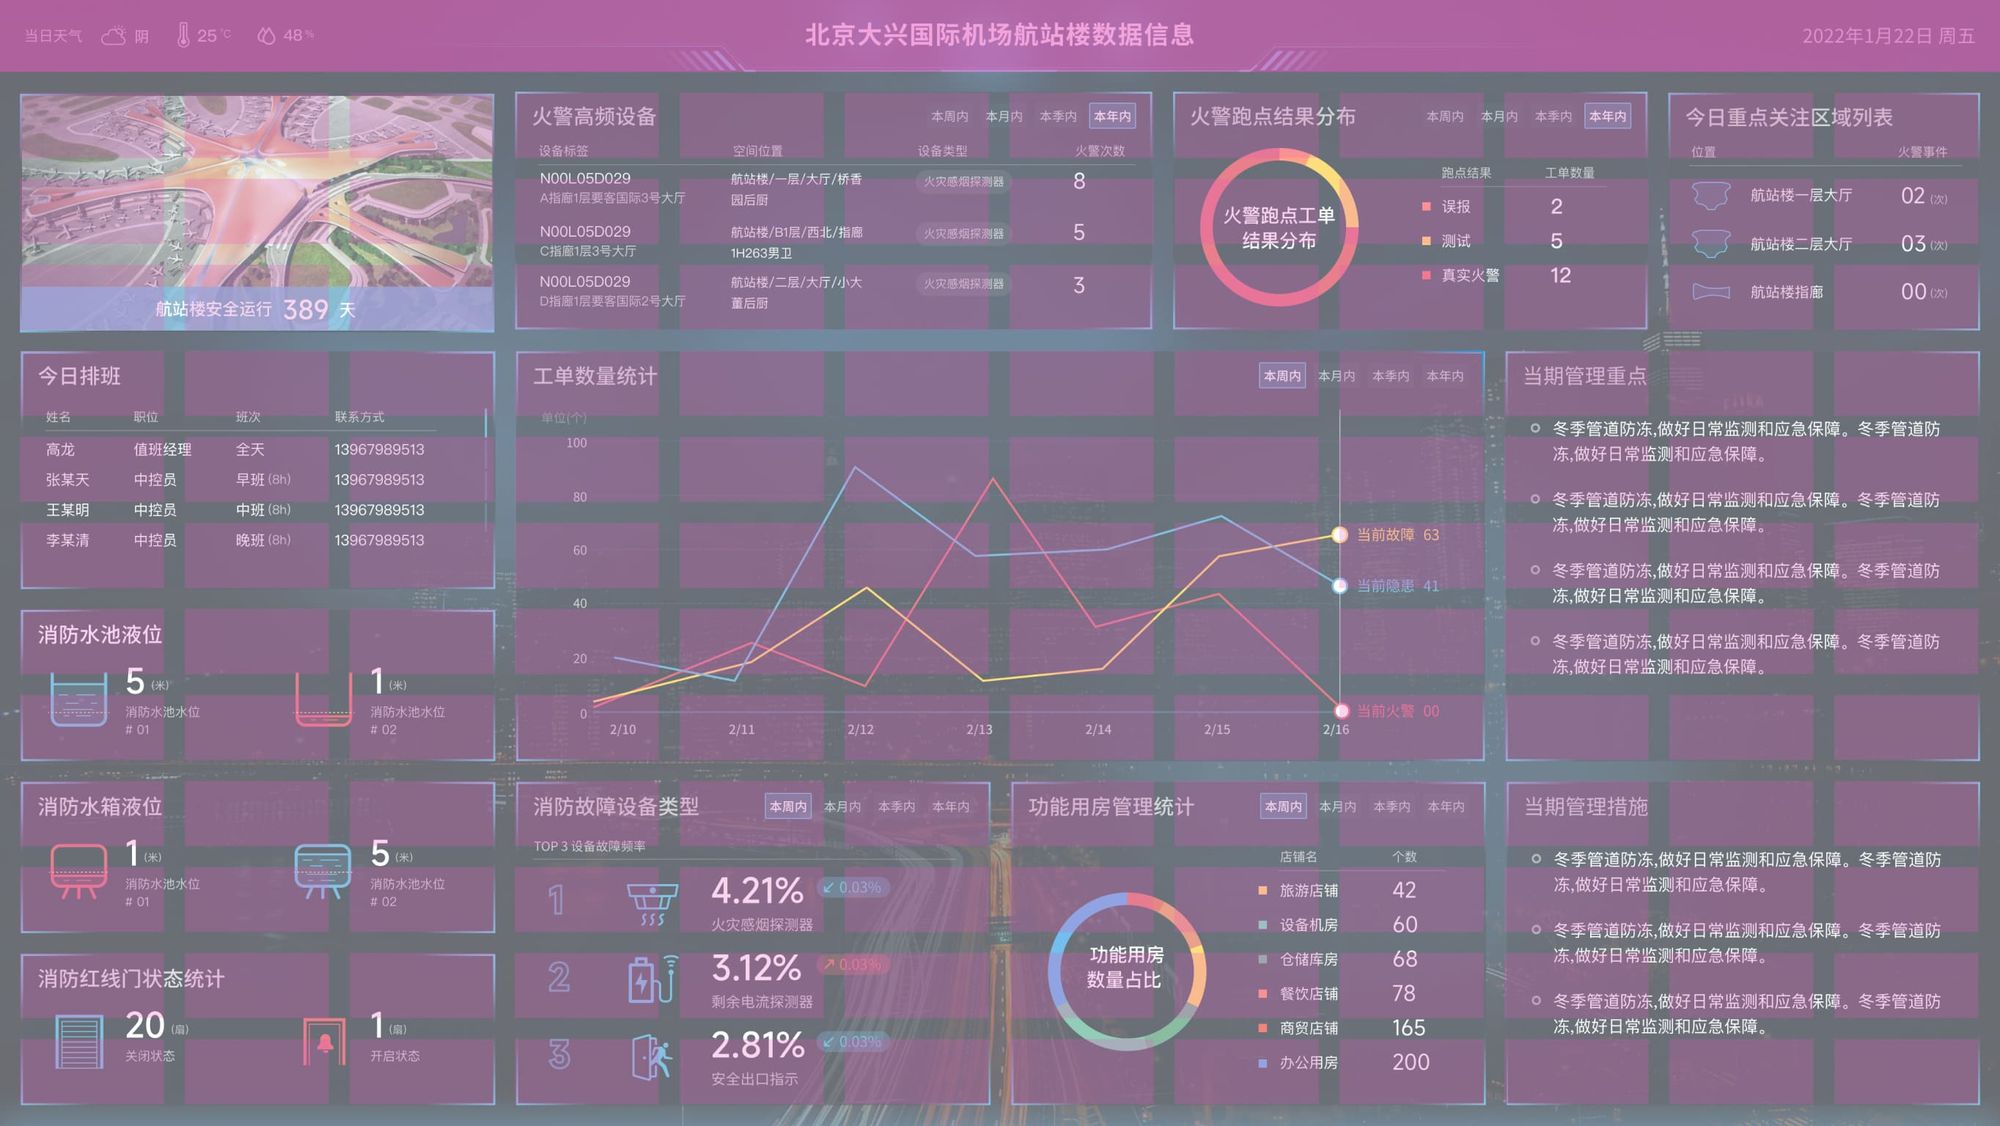 当日天气 阴 25℃ 48%
北京大兴国际机场航站楼数据信息
2022年1月22日 周五
航站楼安全运行 389 天
火警高频设备
本周内 本月内 本季内 本年内
设备标签 空间位置 设备类型 火警次数
N00L05D029 航站楼/一层/大厅/桥香 火灾感烟探测器 8
A指廊1层要客国际3号大厅 园后厨
N00L05D029 航站楼/B1层/西北/指廊 火灾感烟探测器 5
C指廊1层3号大厅 1H263男卫
N00L05D029 航站楼/二层/大厅/小大 火灾感烟探测器 3
D指廊1层要客国际2号大厅 董后厨
火警跑点结果分布
本周内 本月内 本季内 本年内
火警跑点工单
结果分布
跑点结果 工单数量
误报 2
测试 5
真实火警 12
今日重点关注区域列表
位置 火警事件
航站楼一层大厅 02 (次)
航站楼二层大厅 03 (次)
航站楼指廊 00 (次)
今日排班
姓名 职位 班次 联系方式
高龙 值班经理 全天 13967989513
张某天 中控员 早班 (8h) 13967989513
王某明 中控员 中班 (8h) 13967989513
李某清 中控员 晚班 (8h) 13967989513
工单数量统计
本周内 本月内 本季内 本年内
单位(个)
100
80
60
40
20
0
2/10 2/11 2/12 2/13 2/14 2/15 2/16
当前故障 63
当前隐患 41
当前火警 00
当期管理重点
冬季管道防冻,做好日常监测和应急保障。冬季管道防
冻,做好日常监测和应急保障。
冬季管道防冻,做好日常监测和应急保障。冬季管道防
冻,做好日常监测和应急保障。
冬季管道防冻,做好日常监测和应急保障。冬季管道防
冻,做好日常监测和应急保障。
冬季管道防冻,做好日常监测和应急保障。冬季管道防
冻,做好日常监测和应急保障。
消防水池液位
5 (米) 1 (米)
消防水池水位 消防水池水位
# 01 # 02
消防水箱液位
1 (米) 5 (米)
消防水池水位 消防水池水位
# 01 # 02
消防红线门状态统计
20 (扇) 1 (扇)
关闭状态 开启状态
消防故障设备类型
本周内 本月内 本季内 本年内
TOP 3 设备故障频率
1 4.21% ↙ 0.03%
火灾感烟探测器
2 3.12% ↗ 0.03%
剩余电流探测器
3 2.81% ↙ 0.03%
安全出口指示
功能用房管理统计
本周内 本月内 本季内 本年内
功能用房
数量占比
店铺名 个数
旅游店铺 42
设备机房 60
仓储库房 68
餐饮店铺 78
商贸店铺 165
办公用房 200
当期管理措施
冬季管道防冻,做好日常监测和应急保障。冬季管道防
冻,做好日常监测和应急保障。
冬季管道防冻,做好日常监测和应急保障。冬季管道防
冻,做好日常监测和应急保障。
冬季管道防冻,做好日常监测和应急保障。冬季管道防
冻,做好日常监测和应急保障。